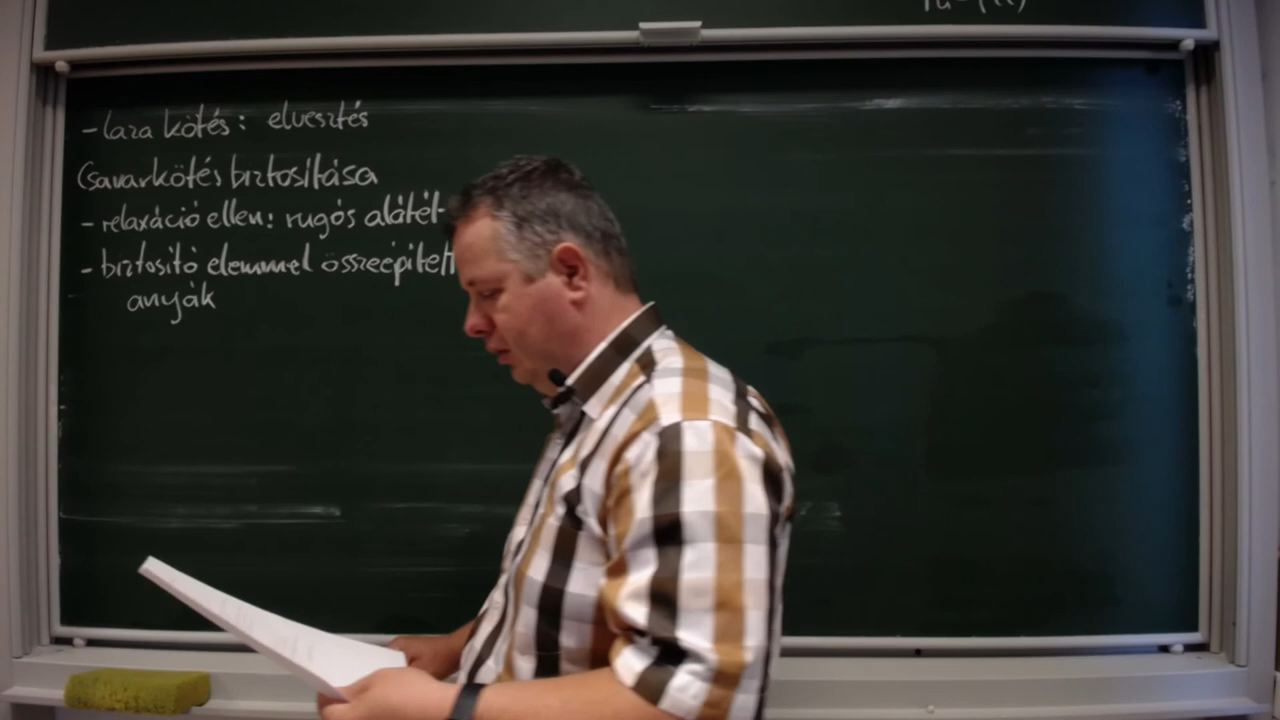 - laza kötés: elvesztés
Csavarkötés biztosítása
- relaxáció ellen: rugós alátét-
- biztosító elemmel összeépített
anyák